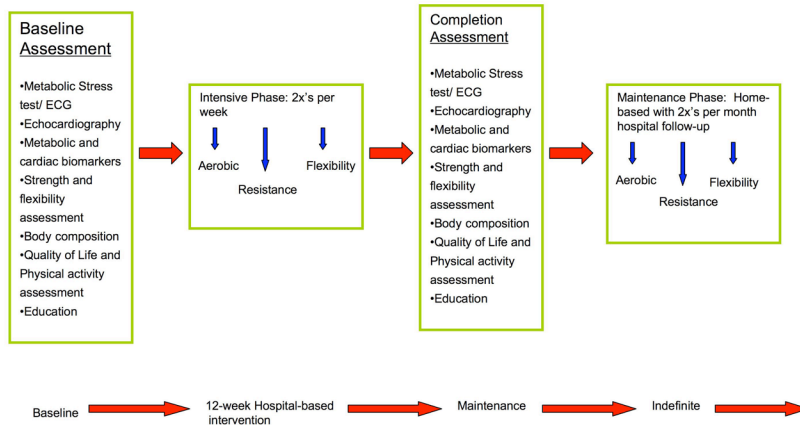 Baseline
Assessment
•Metabolic Stress
test/ ECG
•Echocardiography
•Metabolic and
cardiac biomarkers
•Strength and
flexibility
assessment
•Body composition
•Quality of Life and
Physical activity
assessment
•Education
Intensive Phase: 2x's per
week
Aerobic
Flexibility
Resistance
Completion
Assessment
•Metabolic Stress
test/ ECG
•Echocardiography
•Metabolic and
cardiac biomarkers
•Strength and
flexibility
assessment
•Body composition
•Quality of Life and
Physical activity
assessment
•Education
Maintenance Phase: Home-
based with 2x's per month
hospital follow-up
Aerobic
Flexibility
Resistance
Baseline
12-week Hospital-based
intervention
Maintenance
Indefinite